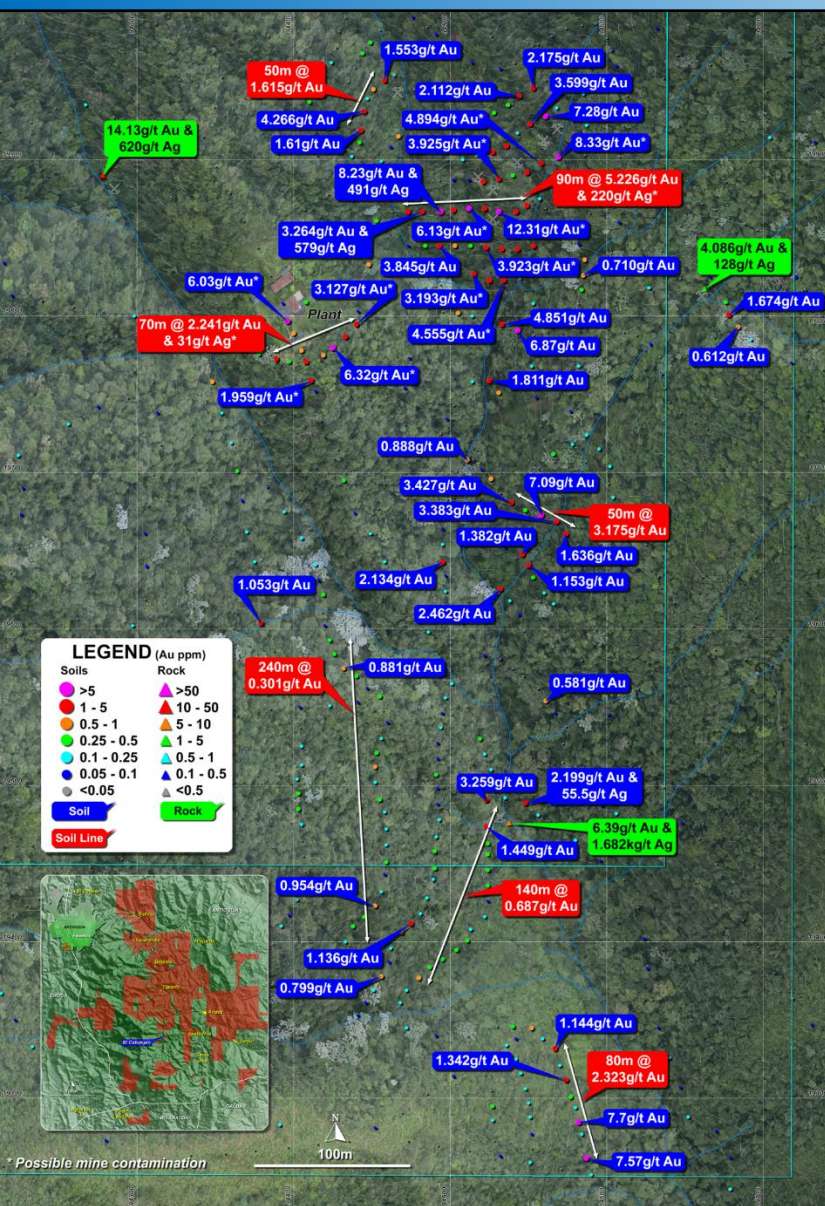 1.553g/t Au
2.175g/t Au
50m @
1.615g/t Au
2.112g/t Au
3.599g/t Au
4.266g/t Au
4.894g/t Au*
7.28g/t Au
14.13g/t Au &
620g/t Ag
1.61g/t Au
3.925g/t Au*
8.33g/t Au*
8.23g/t Au &
491g/t Ag
90m @ 5.226g/t Au
& 220g/t Ag*
3.264g/t Au &
579g/t Ag
6.13g/t Au*
12.31g/t Au*
4.086g/t Au &
128g/t Ag
3.845g/t Au
3.923g/t Au*
0.710g/t Au
6.03g/t Au*
3.127g/t Au*
3.193g/t Au*
1.674g/t Au
Plant
70m @ 2.241g/t Au
& 31g/t Ag*
4.555g/t Au*
4.851g/t Au
6.87g/t Au
0.612g/t Au
6.32g/t Au*
1.959g/t Au*
1.811g/t Au
0.888g/t Au
3.427g/t Au
7.09g/t Au
3.383g/t Au
50m @
3.175g/t Au
1.382g/t Au
1.636g/t Au
2.134g/t Au
1.153g/t Au
1.053g/t Au
2.462g/t Au
LEGEND (Au ppm)
Soils Rock
>5 >50
1 - 5 10 - 50
0.5 - 1 5 - 10
0.25 - 0.5 1 - 5
0.1 - 0.25 0.5 - 1
0.05 - 0.1 0.1 - 0.5
<0.05 <0.5
Soil Rock
Soil Line
240m @
0.301g/t Au
0.881g/t Au
0.581g/t Au
3.259g/t Au
2.199g/t Au &
55.5g/t Ag
1.449g/t Au
6.39g/t Au &
1.682kg/t Ag
0.954g/t Au
140m @
0.687g/t Au
1.136g/t Au
0.799g/t Au
1.144g/t Au
1.342g/t Au
80m @
2.323g/t Au
7.7g/t Au
7.57g/t Au
N
100m
* Possible mine contamination